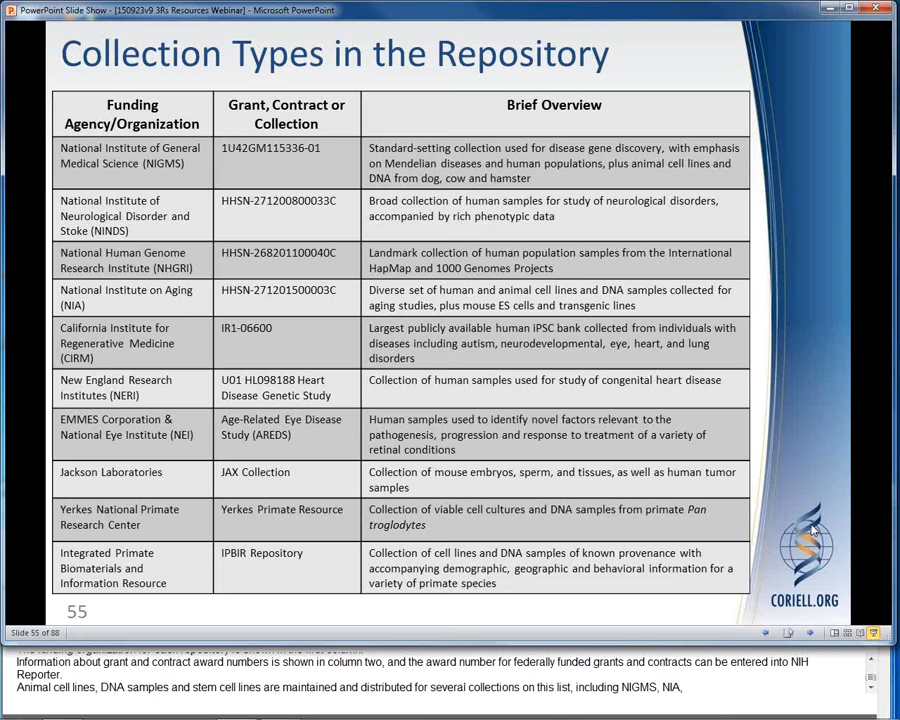 PowerPoint Slide Show - [150923v9 3Rs Resources Webinar] - Microsoft PowerPoint
Collection Types in the Repository
Funding
Agency/Organization
Grant, Contract or
Collection
Brief Overview
National Institute of General
Medical Science (NIGMS)
1U42GM115336-01
Standard-setting collection used for disease gene discovery, with emphasis
on Mendelian diseases and human populations, plus animal cell lines and
DNA from dog, cow and hamster
National Institute of
Neurological Disorder and
Stoke (NINDS)
HHSN-271200800033C
Broad collection of human samples for study of neurological disorders,
accompanied by rich phenotypic data
National Human Genome
Research Institute (NHGRI)
HHSN-268201100040C
Landmark collection of human population samples from the International
HapMap and 1000 Genomes Projects
National Institute on Aging
(NIA)
HHSN-271201500003C
Diverse set of human and animal cell lines and DNA samples collected for
aging studies, plus mouse ES cells and transgenic lines
California Institute for
Regenerative Medicine
(CIRM)
IR1-06600
Largest publicly available human iPSC bank collected from individuals with
diseases including autism, neurodevelopmental, eye, heart, and lung
disorders
New England Research
Institutes (NERI)
U01 HL098188 Heart
Disease Genetic Study
Collection of human samples used for study of congenital heart disease
EMMES Corporation &
National Eye Institute (NEI)
Age-Related Eye Disease
Study (AREDS)
Human samples used to identify novel factors relevant to the
pathogenesis, progression and response to treatment of a variety of
retinal conditions
Jackson Laboratories
JAX Collection
Collection of mouse embryos, sperm, and tissues, as well as human tumor
samples
Yerkes National Primate
Research Center
Yerkes Primate Resource
Collection of viable cell cultures and DNA samples from primate Pan
troglodytes
Integrated Primate
Biomaterials and
Information Resource
IPBIR Repository
Collection of cell lines and DNA samples of known provenance with
accompanying demographic, geographic and behavioral information for a
variety of primate species
CORIELL.ORG
55
Slide 55 of 88
The funding organization for each repository is shown in the first column.
Information about grant and contract award numbers is shown in column two, and the award number for federally funded grants and contracts can be entered into NIH
Reporter.
Animal cell lines, DNA samples and stem cell lines are maintained and distributed for several collections on this list, including NIGMS, NIA,